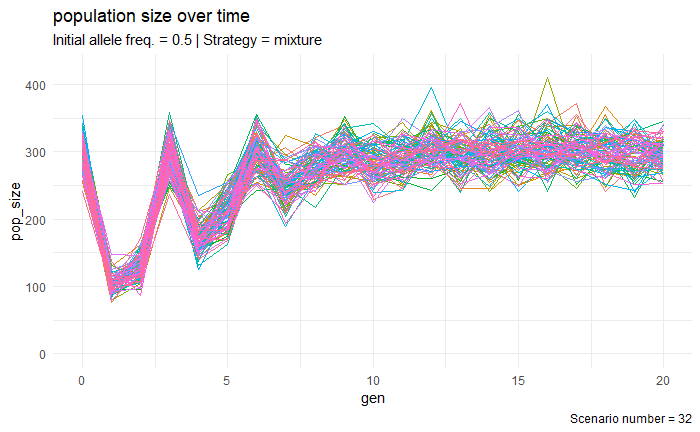 population size over time
Initial allele freq. = 0.5 | Strategy = mixture
400
300
200
100
0
pop_size
0 5 10 15 20
gen
Scenario number = 32